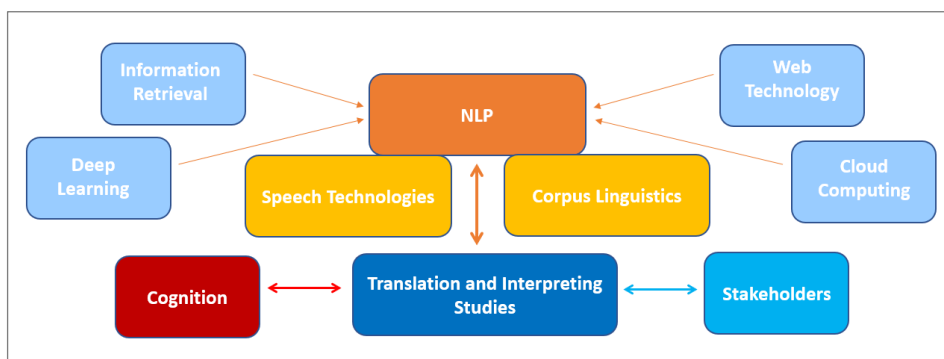 Information
Retrieval
Web
Technology
NLP
Deep
Learning
Cloud
Computing
Speech Technologies
Corpus Linguistics
Cognition
Translation and Interpreting
Studies
Stakeholders